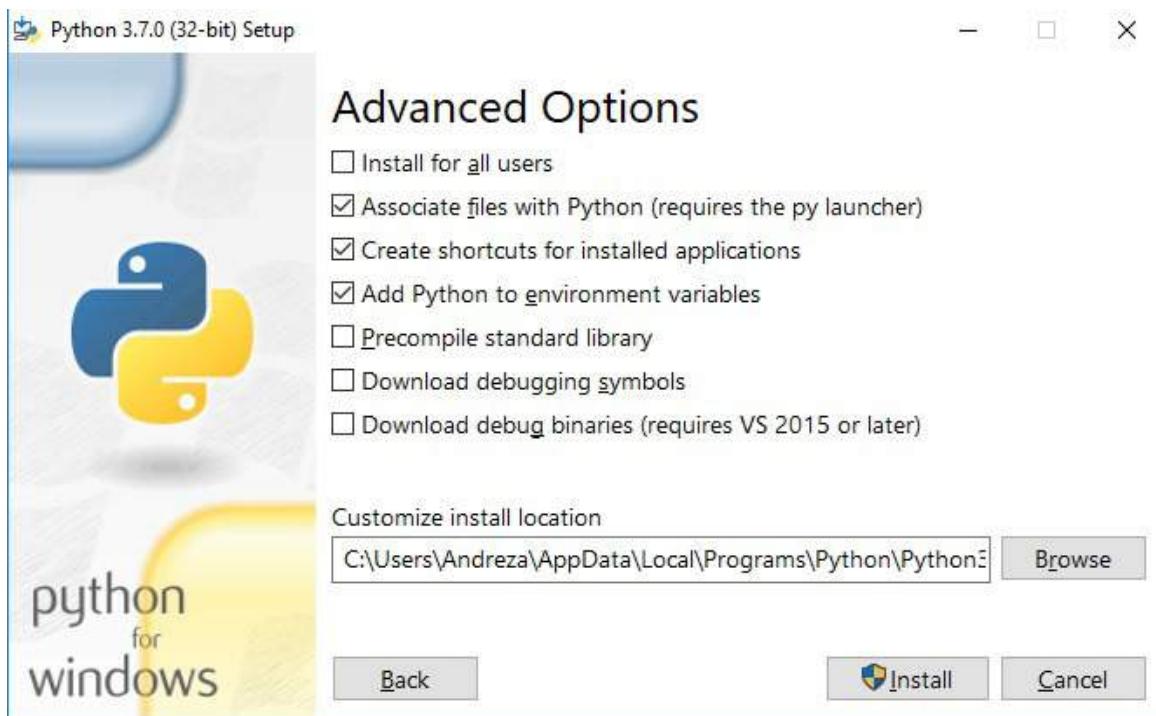 Python 3.7.0 (32-bit) Setup
Advanced Options
Install for all users
Associate files with Python (requires the py launcher)
Create shortcuts for installed applications
Add Python to environment variables
Precompile standard library
Download debugging symbols
Download debug binaries (requires VS 2015 or later)
Customize install location
C:\Users\Andreza\AppData\Local\Programs\Python\Python3
Browse
python
for
windows
Back
Install
Cancel